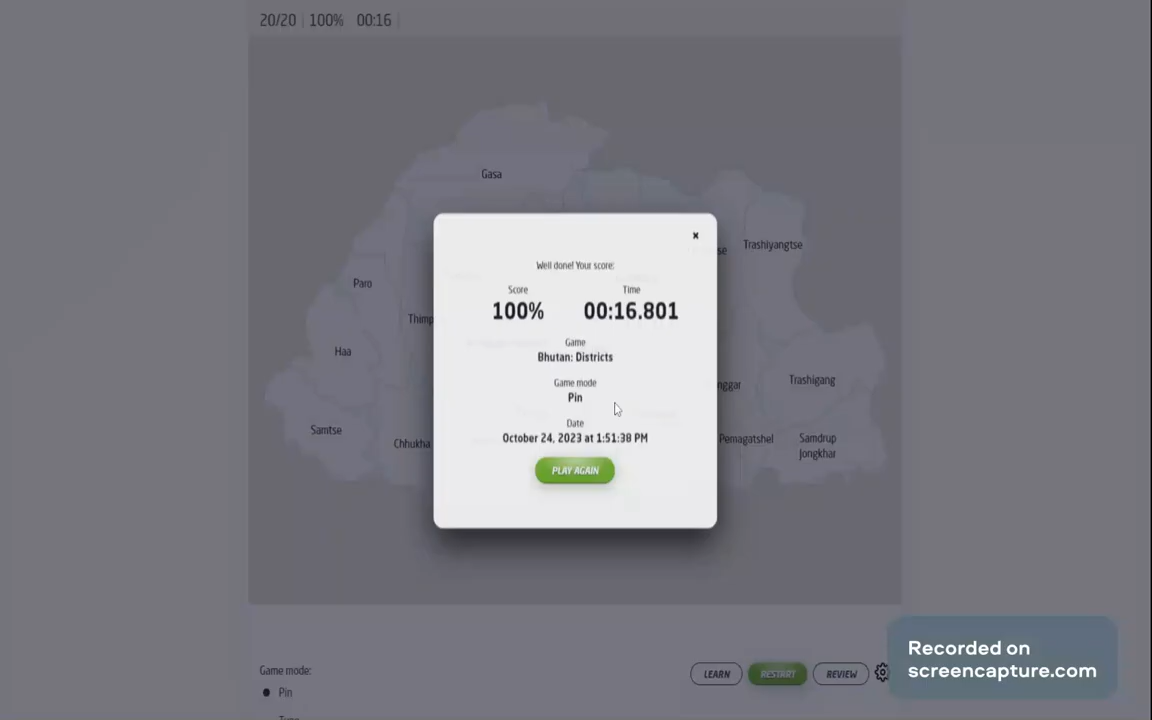 20/20 100% 00:16
Gasa
Trashiyangtse
Paro
Haa
Trashigang
Samtse
Chhukha
Pemagatshel
Samdrup
Jongkhar
×
Well done! Your score:
Score
Time
100%
00:16.801
Game
Bhutan: Districts
Game mode
Pin
Date
October 24, 2023 at 1:51:38 PM
PLAY AGAIN
Game mode:
Pin
LEARN
RESTART
REVIEW
Recorded on
screencapture.com